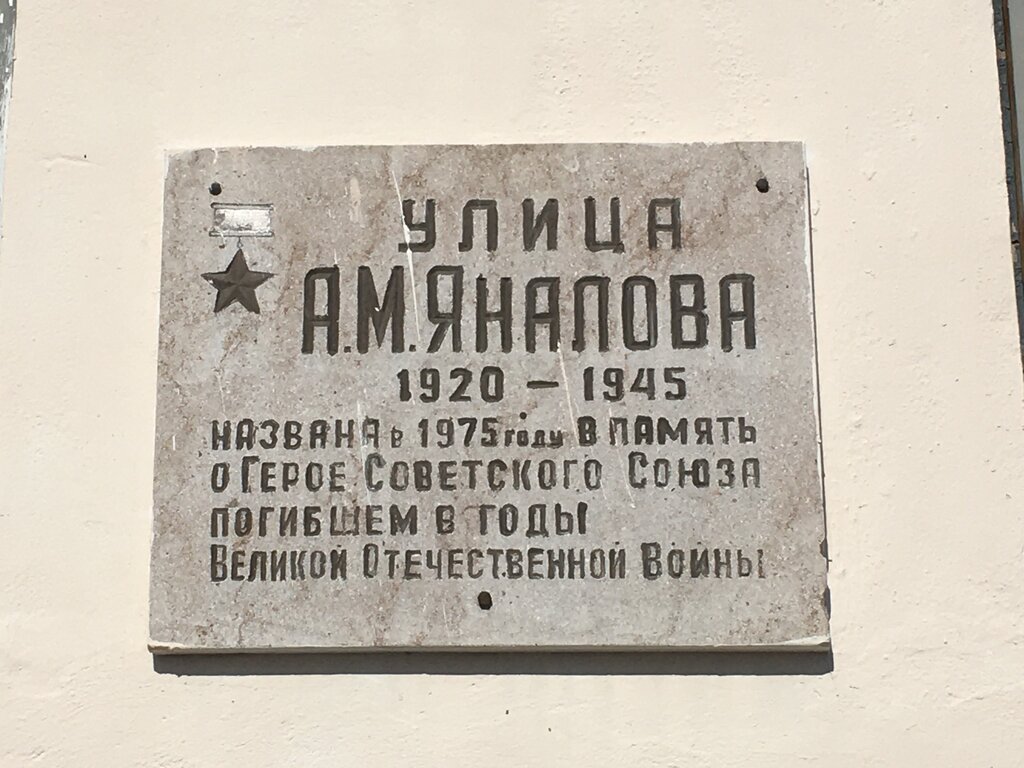 УЛИЦА
А.М.ЯНАЛОВА
1920 – 1945
НАЗВАНА в 1975 году В ПАМЯТЬ
О ГЕРОЕ СОВЕТСКОГО СОЮЗА
ПОГИБШЕМ В ГОДЫ
ВЕЛИКОЙ ОТЕЧЕСТВЕННОЙ ВОЙНЫ